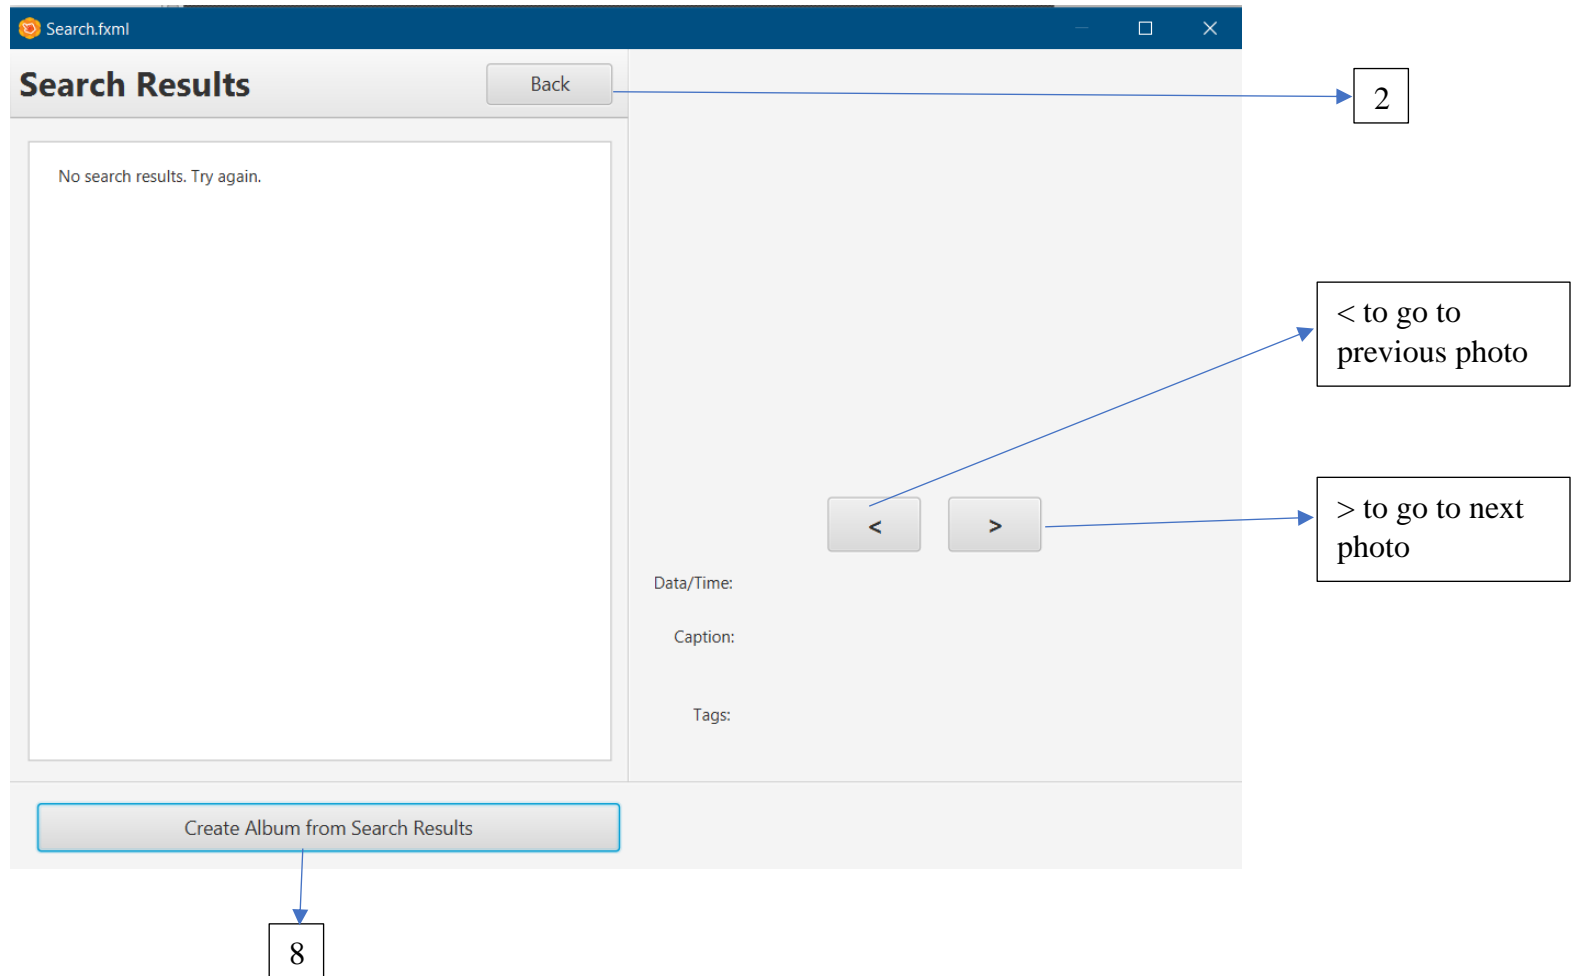 Search.fxml
Search Results
Back
2
No search results. Try again.
< to go to
previous photo
< >
> to go to next
photo
Data/Time:
Caption:
Tags:
Create Album from Search Results
8